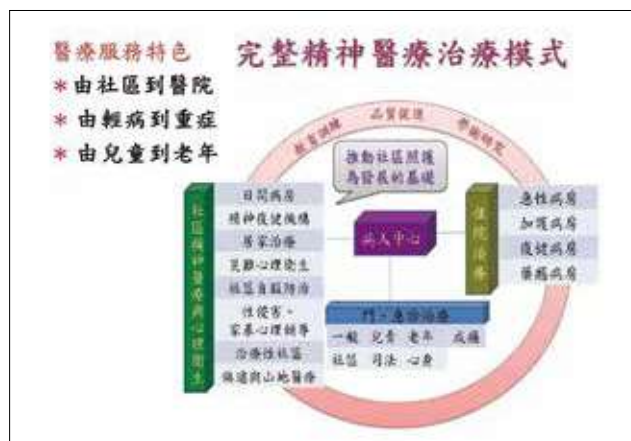 醫療服務特色
完整精神醫療治療模式
*由社區到醫院
*由輕病到重症
*由兒童到老年
教育訓練
品質促進
學術研究
推動社區照護
為發展的基礎
社區精神醫療與心理衛生
日間病房
精神復健機構
居家治療
災難心理衛生
社區自殺防治
性侵害、
家暴心理輔導
治療性社區
偏遠與山地醫療
病人中心
住院治療
急性病房
加護病房
復健病房
藥癮病房
門、急診治療
一般 兒青 老年 成癮
社區 司法 心身